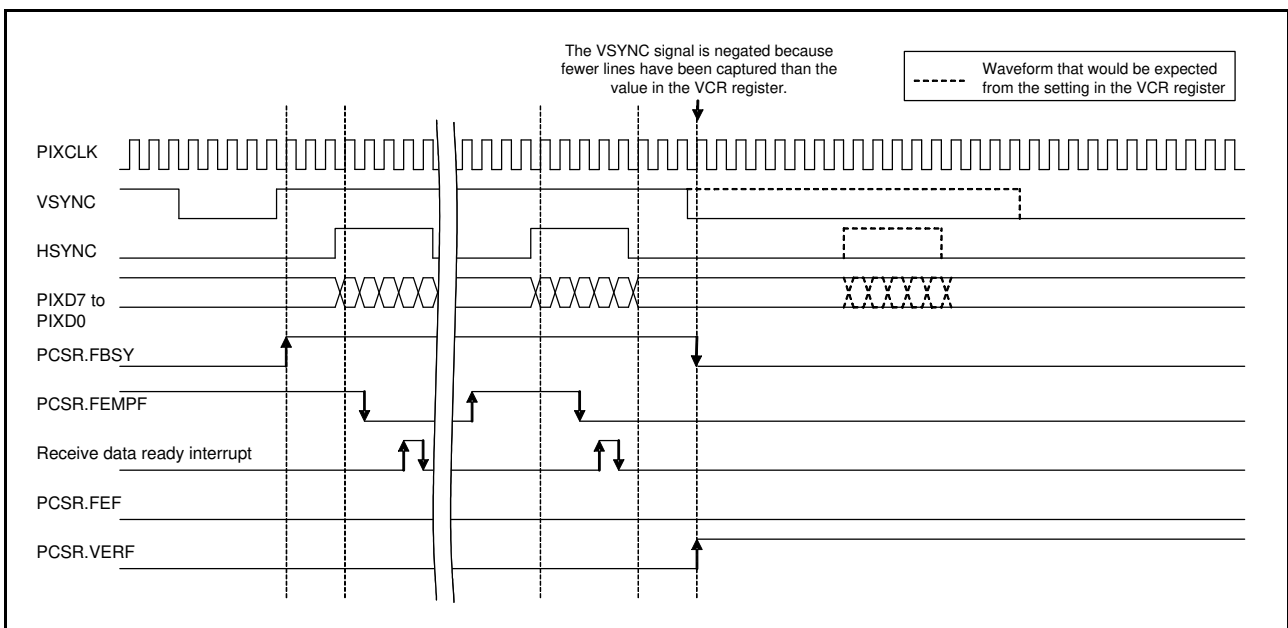 The VSYNC signal is negated because
fewer lines have been captured than the
value in the VCR register.
Waveform that would be expected
from the setting in the VCR register
PIXCLK
VSYNC
HSYNC
PIXD7 to
PIXD0
PCSR.FBSY
PCSR.FEMPF
Receive data ready interrupt
PCSR.FEF
PCSR.VERF